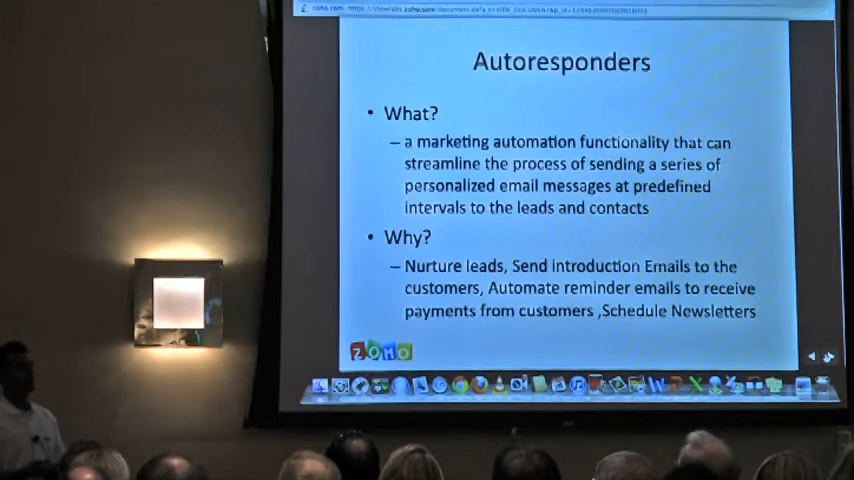 Autoresponders
• What?
– a marketing automation functionality that can
streamline the process of sending a series of
personalized email messages at predefined
intervals to the leads and contacts
• Why?
– Nurture leads, Send introduction Emails to the
customers, Automate reminder emails to receive
payments from customers ,Schedule Newsletters
ZOHO